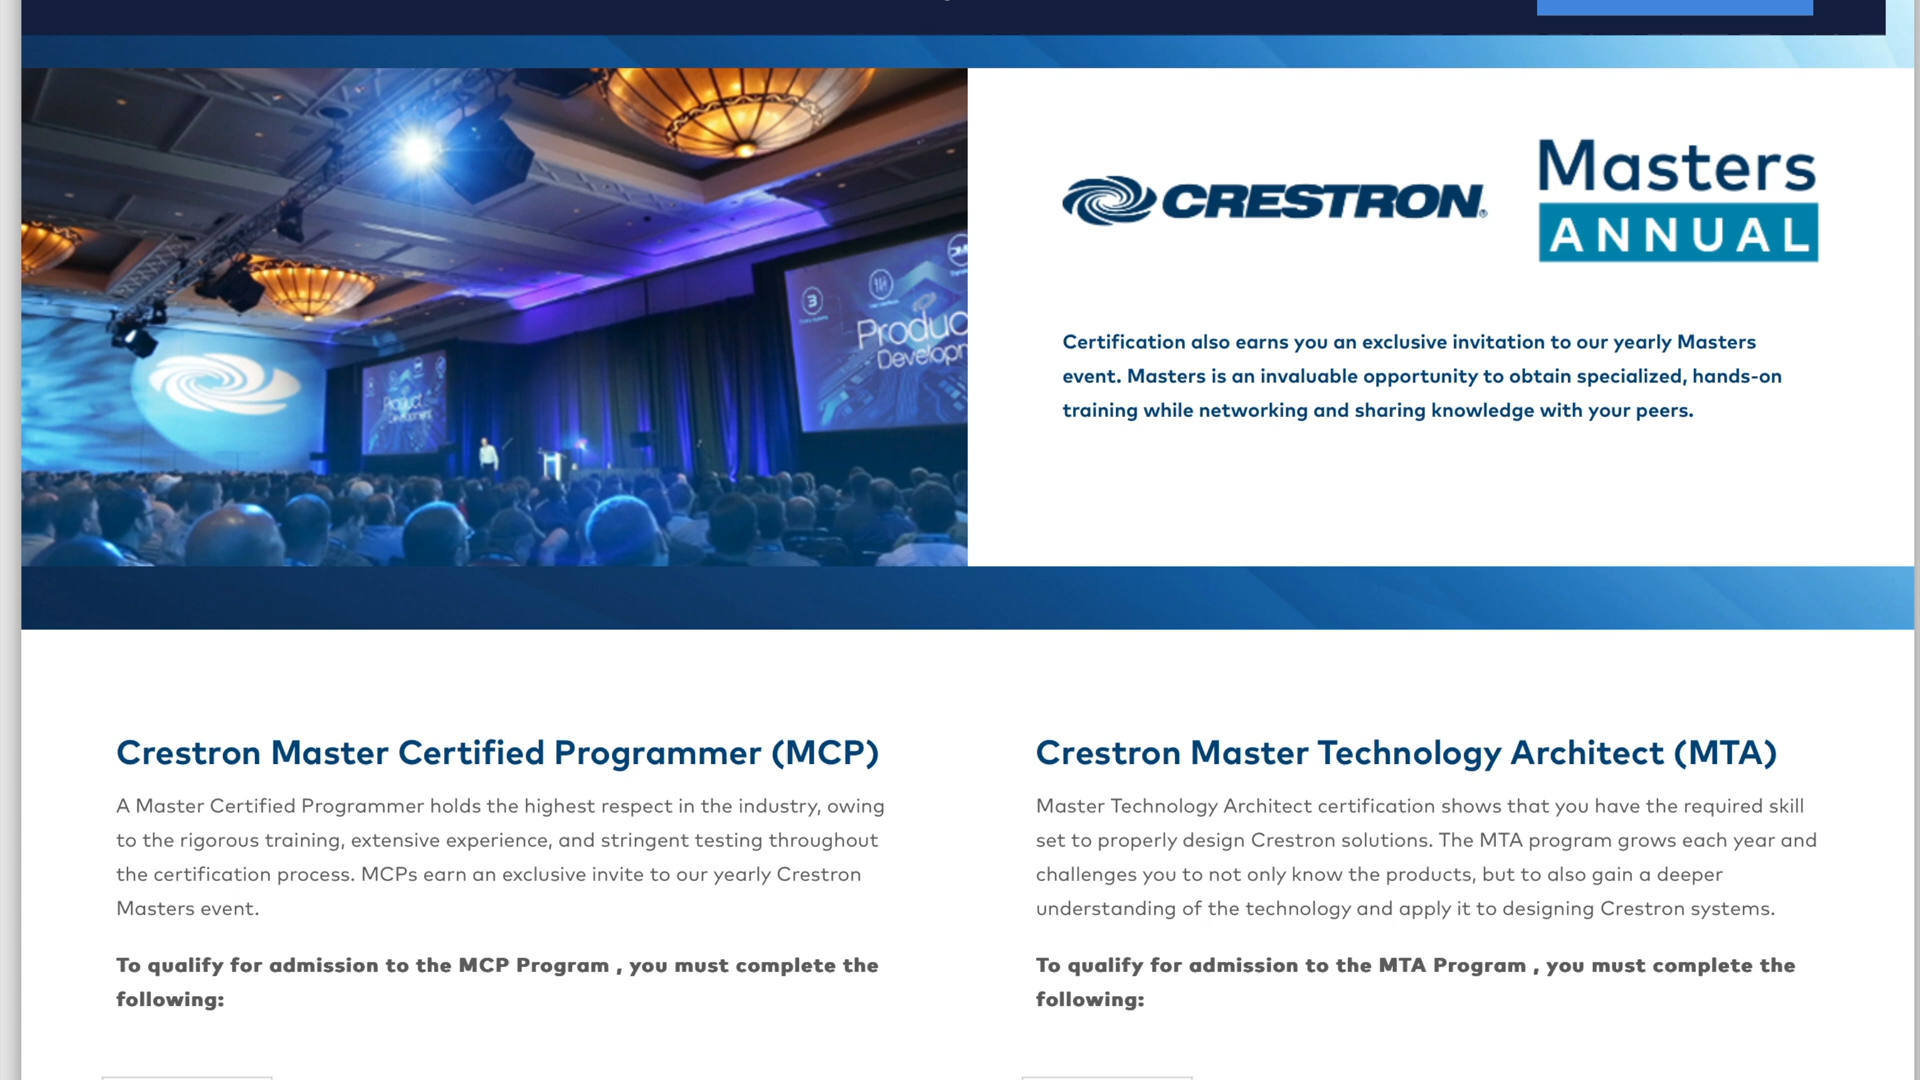 CRESTRON®
Masters
ANNUAL
Product
Development
Produc
Develop
Certification also earns you an exclusive invitation to our yearly Masters
event. Masters is an invaluable opportunity to obtain specialized, hands-on
training while networking and sharing knowledge with your peers.
Crestron Master Certified Programmer (MCP)
A Master Certified Programmer holds the highest respect in the industry, owing
to the rigorous training, extensive experience, and stringent testing throughout
the certification process. MCPs earn an exclusive invite to our yearly Crestron
Masters event.
To qualify for admission to the MCP Program , you must complete the
following:
Crestron Master Technology Architect (MTA)
Master Technology Architect certification shows that you have the required skill
set to properly design Crestron solutions. The MTA program grows each year and
challenges you to not only know the products, but to also gain a deeper
understanding of the technology and apply it to designing Crestron systems.
To qualify for admission to the MTA Program , you must complete the
following: